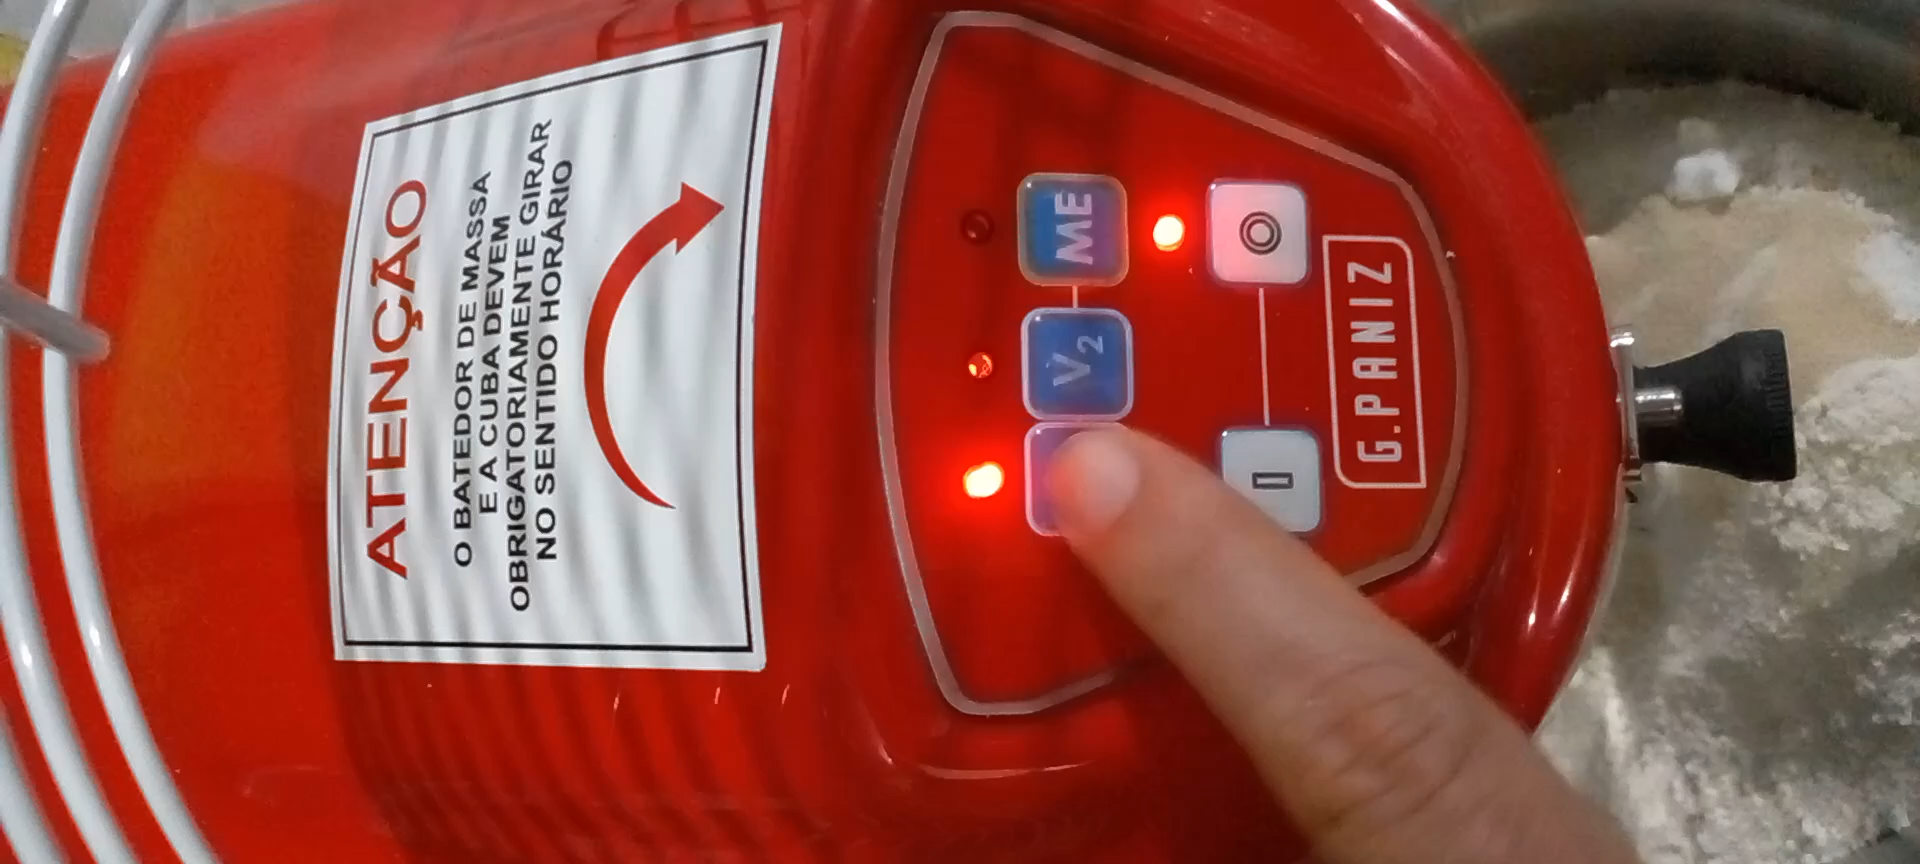 ATENÇÃO
O BATEDOR DE MASSA
E A CUBA DEVEM
OBRIGATORIAMENTE GIRAR
NO SENTIDO HORÁRIO
V2
ME
G.PANIZ